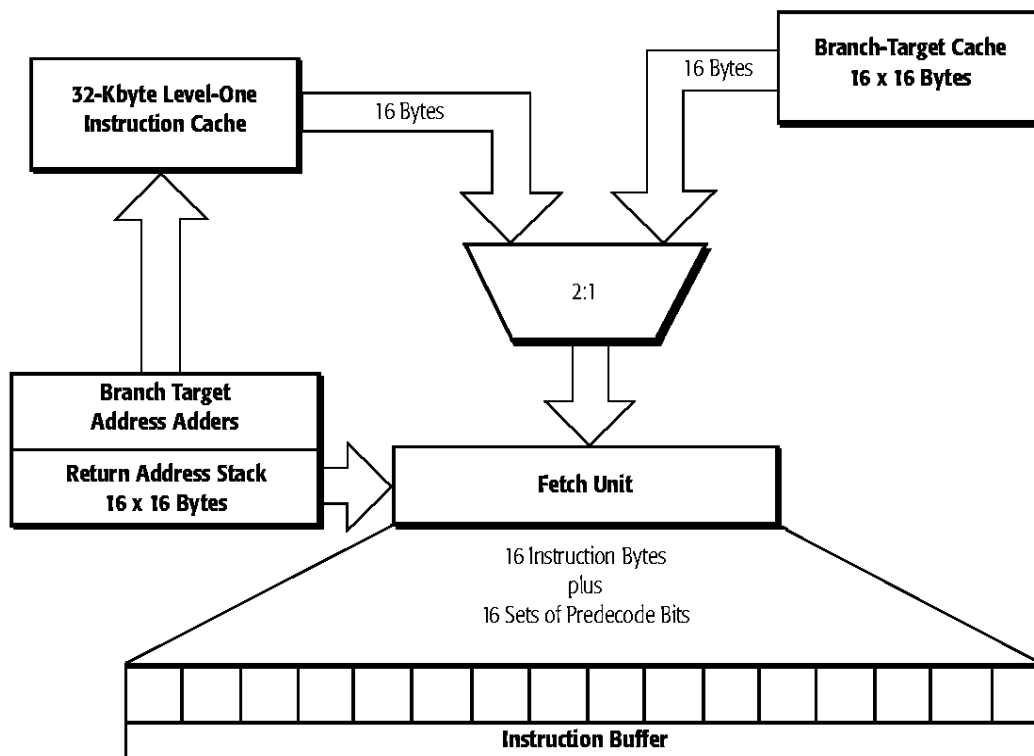 Branch-Target Cache
16 x 16 Bytes
32-Kbyte Level-One
Instruction Cache
16 Bytes
16 Bytes
2:1
Branch Target
Address Adders
Return Address Stack
16 x 16 Bytes
Fetch Unit
16 Instruction Bytes
plus
16 Sets of Predecode Bits
Instruction Buffer